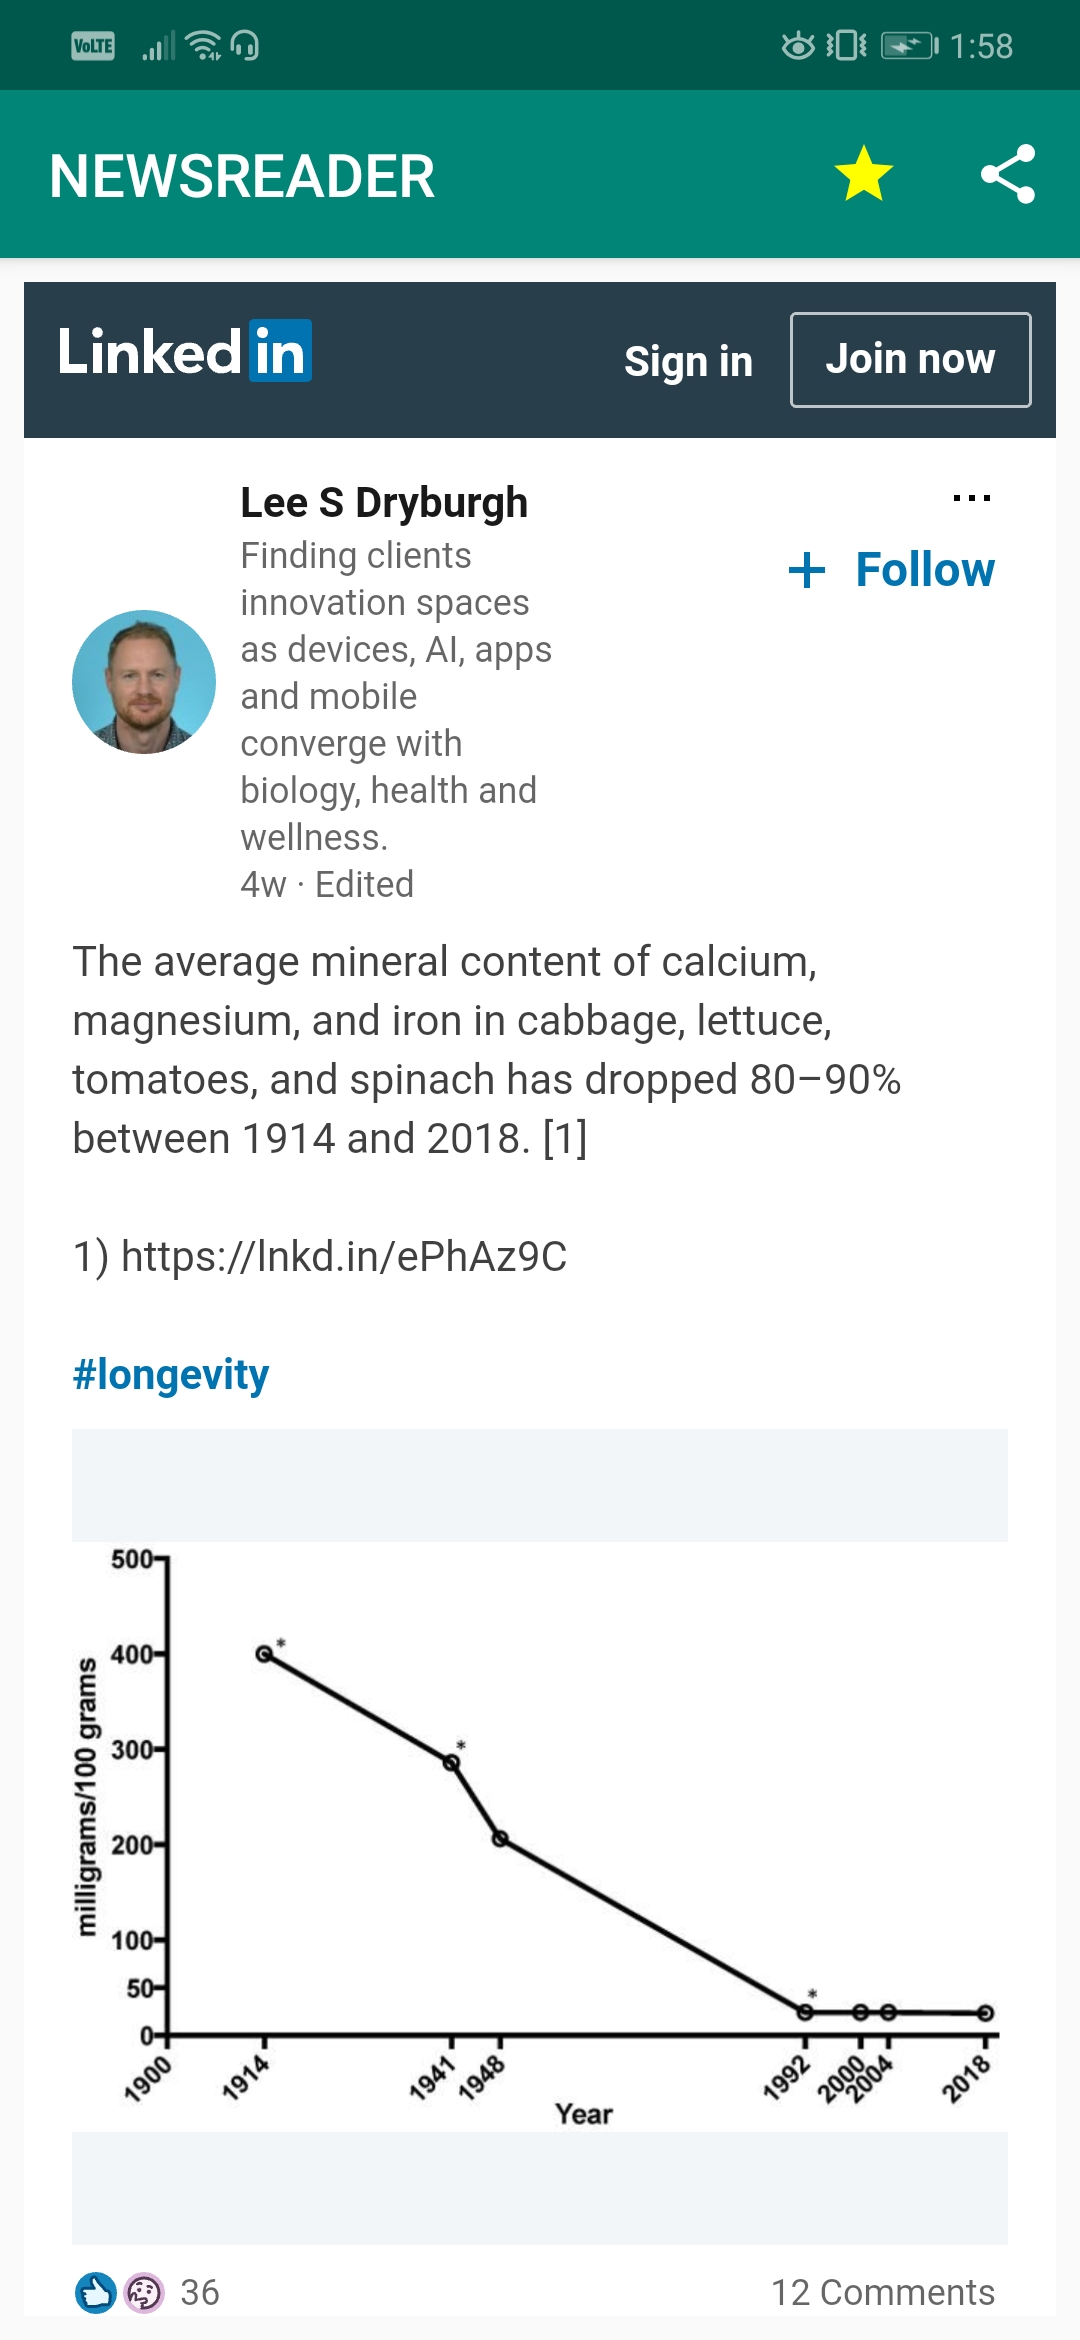 VoLTE
1:58
NEWSREADER
Linked in
Sign in
Join now
Lee S Dryburgh
...
Finding clients
innovation spaces
as devices, AI, apps
and mobile
converge with
biology, health and
wellness.
4w · Edited
+ Follow
The average mineral content of calcium,
magnesium, and iron in cabbage, lettuce,
tomatoes, and spinach has dropped 80–90%
between 1914 and 2018. [1]
1) https://lnkd.in/ePhAz9C
#longevity
500
400
300
200
100
50
0
milligrams/100 grams
*
*
*
1900
1914
1941
1948
1992
2000
2004
2018
Year
36
12 Comments